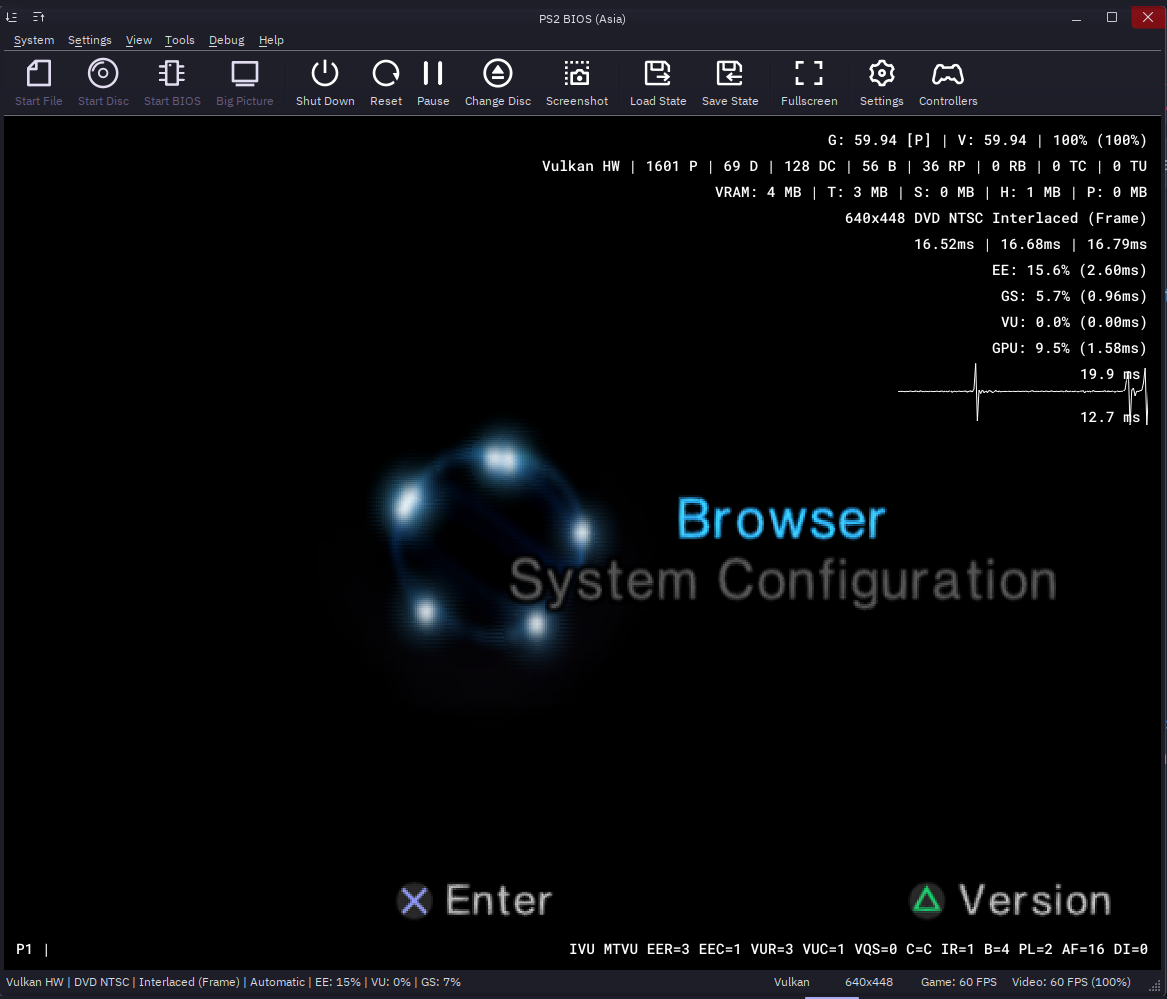 PS2 BIOS (Asia)
System Settings View Tools Debug Help
Start File Start Disc Start BIOS Big Picture Shut Down Reset Pause Change Disc Screenshot Load State Save State Fullscreen Settings Controllers
G: 59.94 [P] | V: 59.94 | 100% (100%)
Vulkan HW | 1601 P | 69 D | 128 DC | 56 B | 36 RP | 0 RB | 0 TC | 0 TU
VRAM: 4 MB | T: 3 MB | S: 0 MB | H: 1 MB | P: 0 MB
640x448 DVD NTSC Interlaced (Frame)
16.52ms | 16.68ms | 16.79ms
EE: 15.6% (2.60ms)
GS: 5.7% (0.96ms)
VU: 0.0% (0.00ms)
GPU: 9.5% (1.58ms)
19.9 ms
12.7 ms
Browser
System Configuration
Enter Version
P1 | IVU MTVU EER=3 EEC=1 VUR=3 VUC=1 VQS=0 C=C IR=1 B=4 PL=2 AF=16 DI=0
Vulkan HW | DVD NTSC | Interlaced (Frame) | Automatic | EE: 15% | VU: 0% | GS: 7% Vulkan 640x448 Game: 60 FPS Video: 60 FPS (100%)